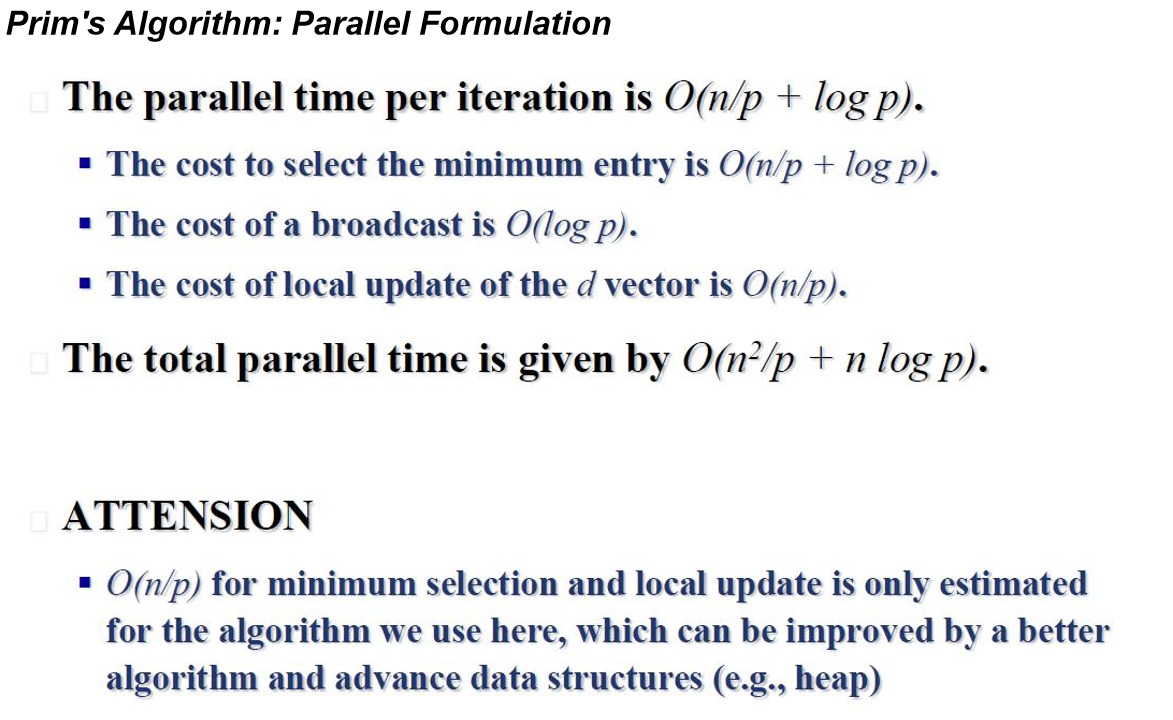 Prim's Algorithm: Parallel Formulation
The parallel time per iteration is O(n/p + log p).
▪ The cost to select the minimum entry is O(n/p + log p).
▪ The cost of a broadcast is O(log p).
▪ The cost of local update of the d vector is O(n/p).
The total parallel time is given by O(n²/p + n log p).
ATTENSION
▪ O(n/p) for minimum selection and local update is only estimated
for the algorithm we use here, which can be improved by a better
algorithm and advance data structures (e.g., heap)